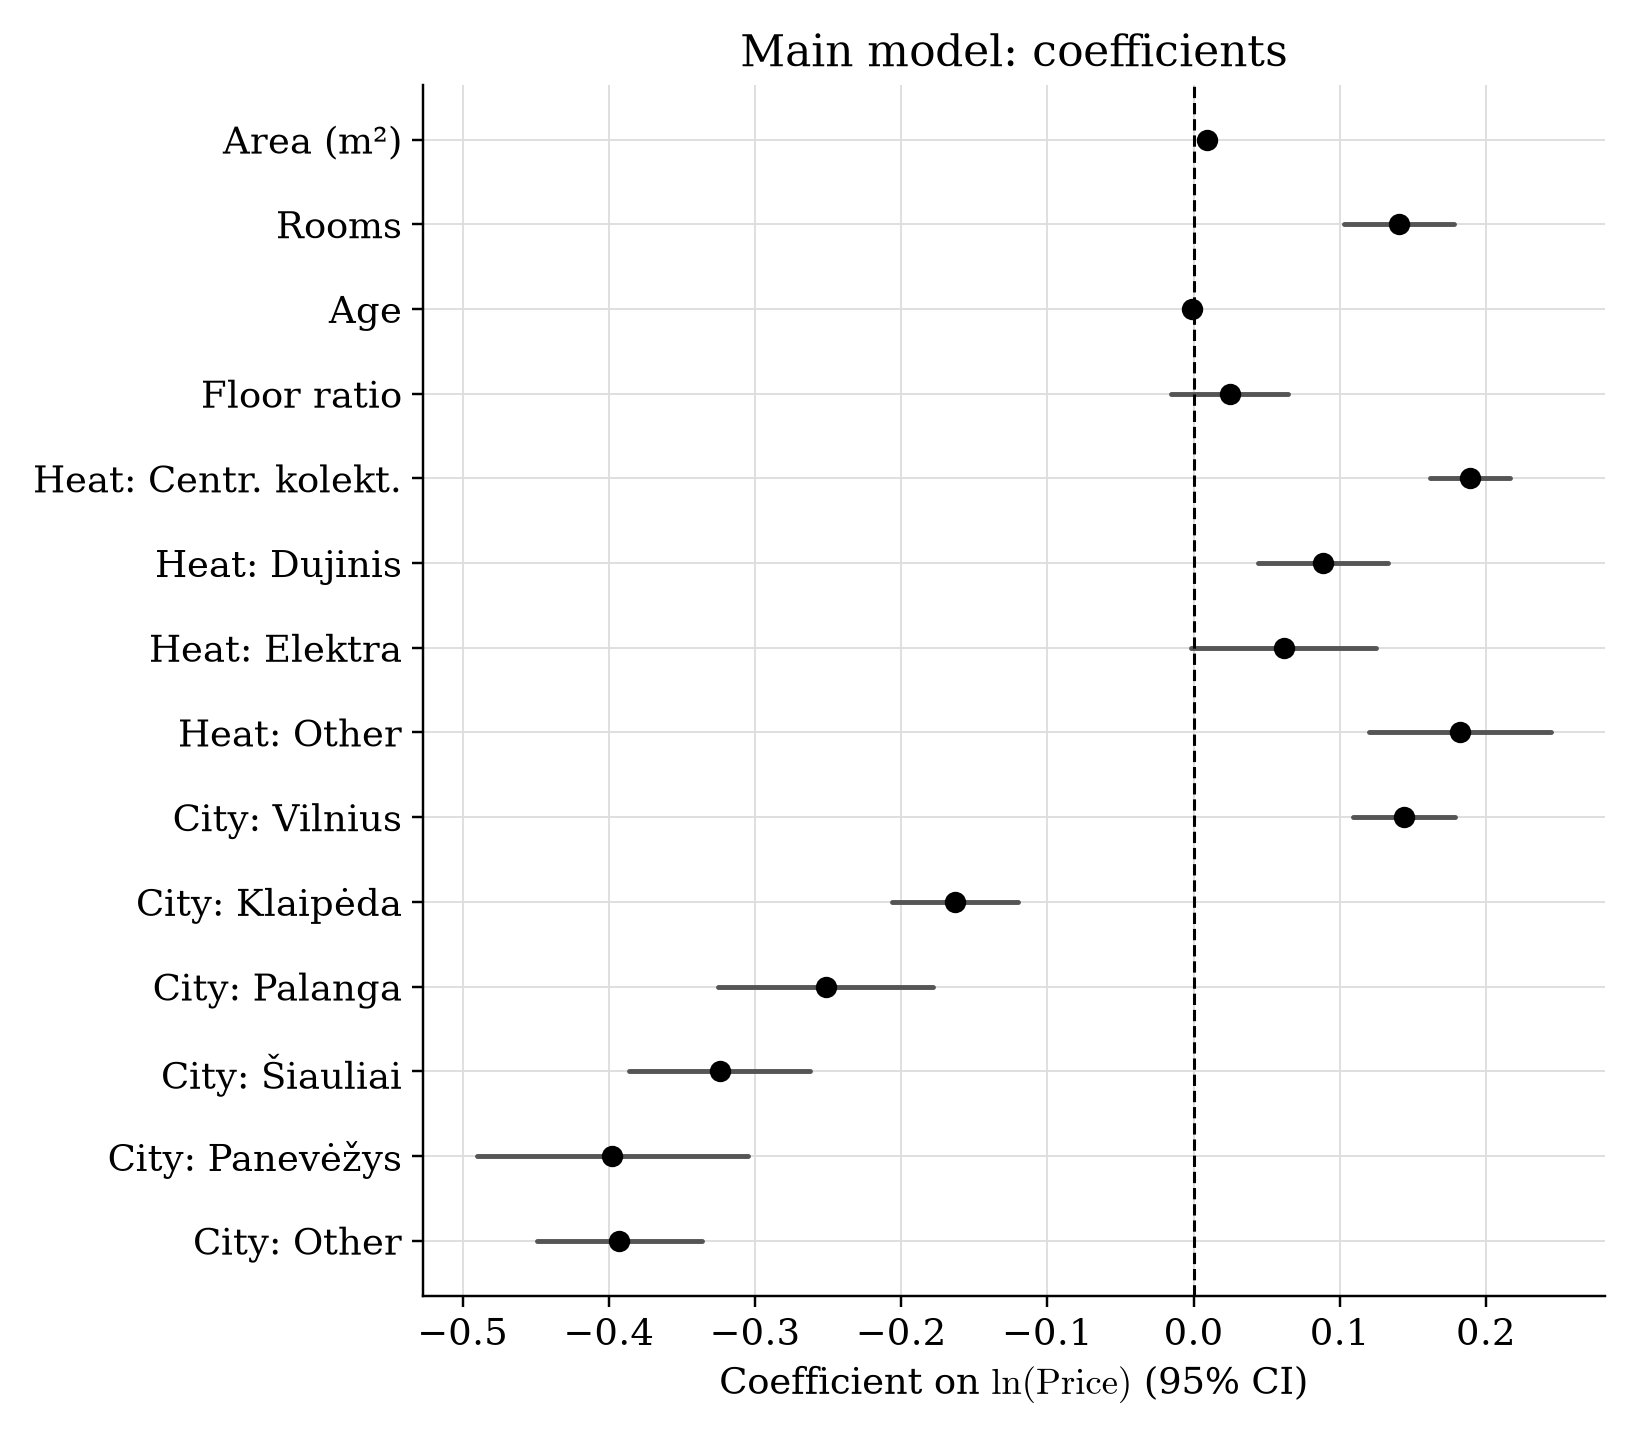 Main model: coefficients
Area (m²)
Rooms
Age
Floor ratio
Heat: Centr. kolekt.
Heat: Dujinis
Heat: Elektra
Heat: Other
City: Vilnius
City: Klaipėda
City: Palanga
City: Šiauliai
City: Panevėžys
City: Other
−0.5 −0.4 −0.3 −0.2 −0.1 0.0 0.1 0.2
Coefficient on ln(Price) (95% CI)